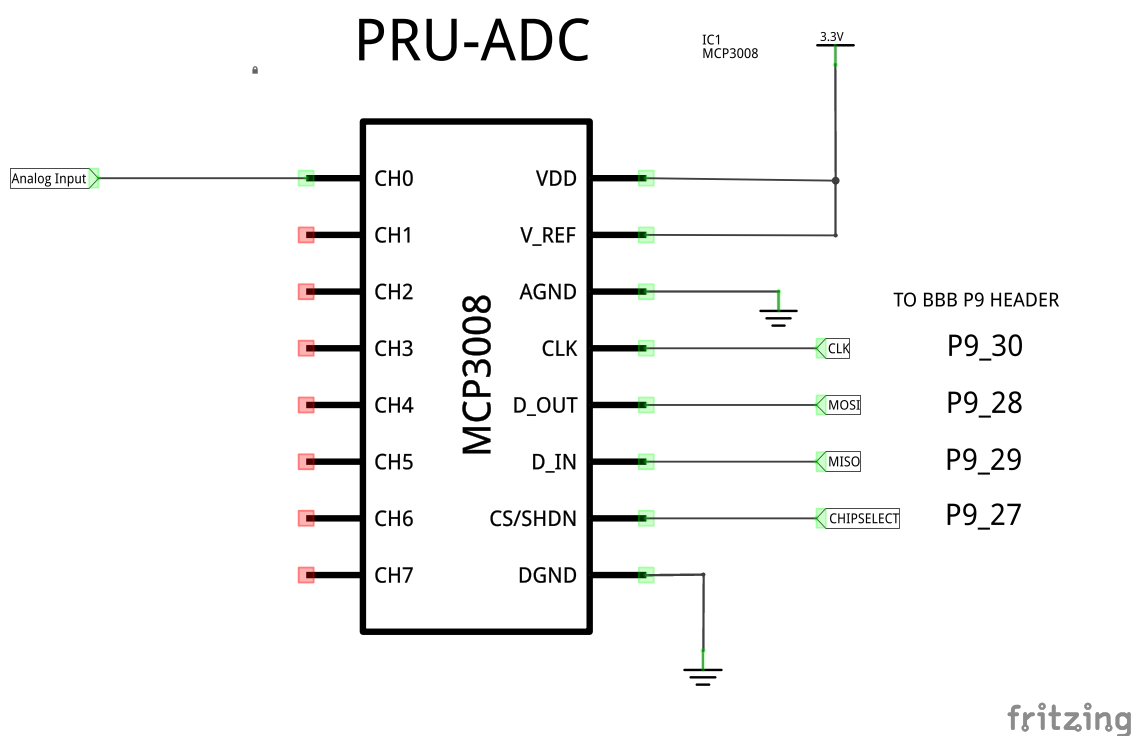 PRU-ADC
IC1
MCP3008
3.3V
Analog Input
CH0
VDD
CH1
V_REF
CH2
AGND
TO BBB P9 HEADER
CH3
CLK
CLK
P9_30
CH4
D_OUT
MOSI
P9_28
CH5
D_IN
MISO
P9_29
CH6
CS/SHDN
CHIPSELECT
P9_27
CH7
DGND
MCP3008
fritzing